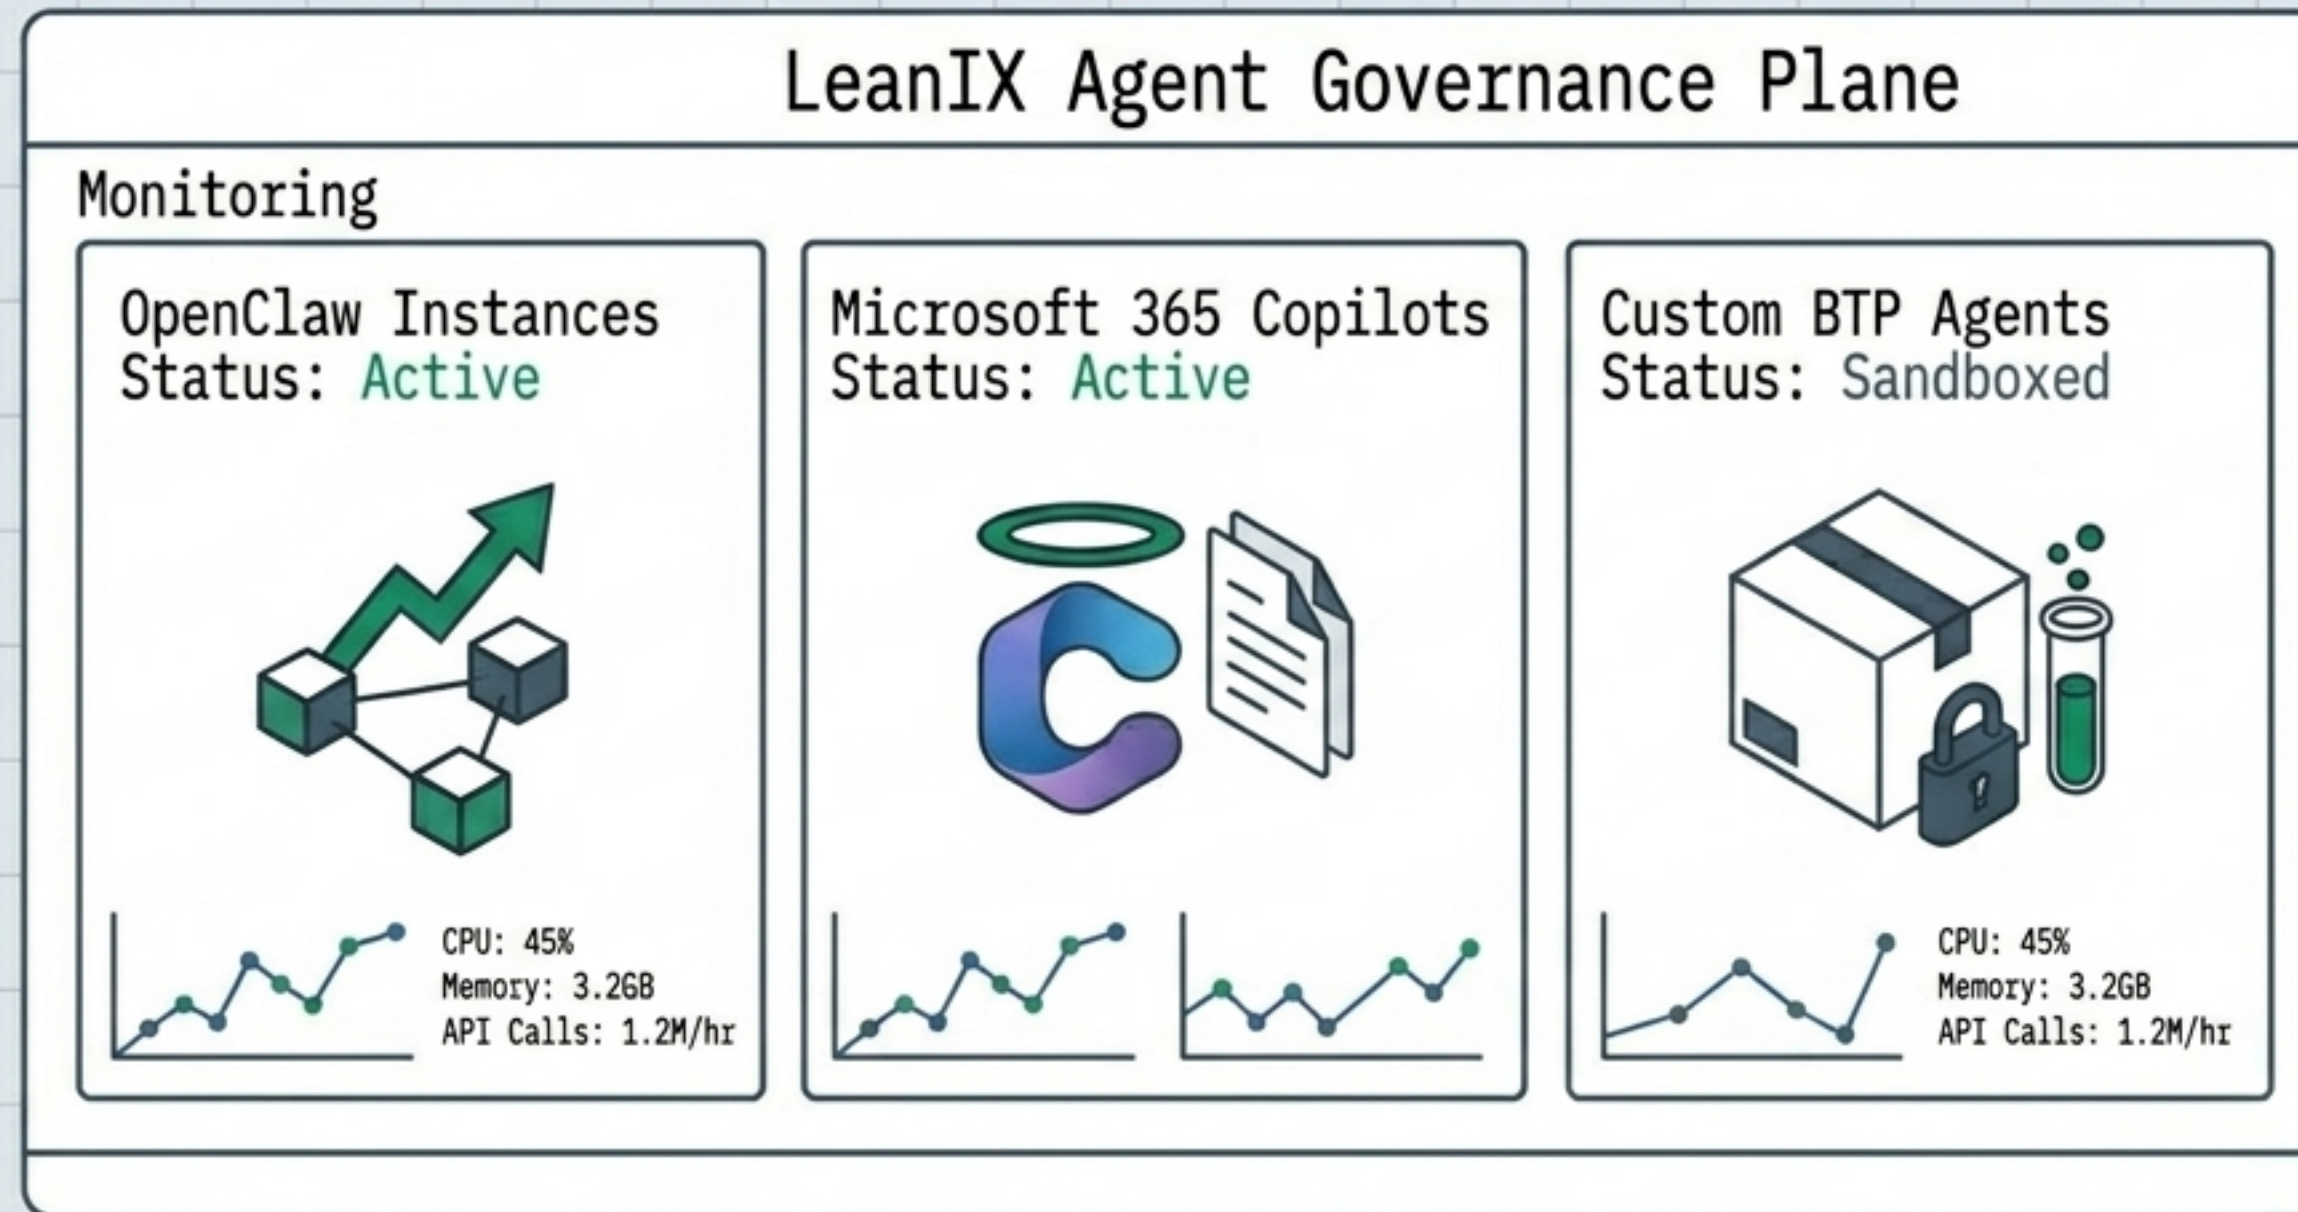 LeanIX Agent Governance Plane
Monitoring
OpenClaw Instances
Status: Active
CPU: 45%
Memory: 3.2GB
API Calls: 1.2M/hr
Microsoft 365 Copilots
Status: Active
Custom BTP Agents
Status: Sandboxed
CPU: 45%
Memory: 3.2GB
API Calls: 1.2M/hr